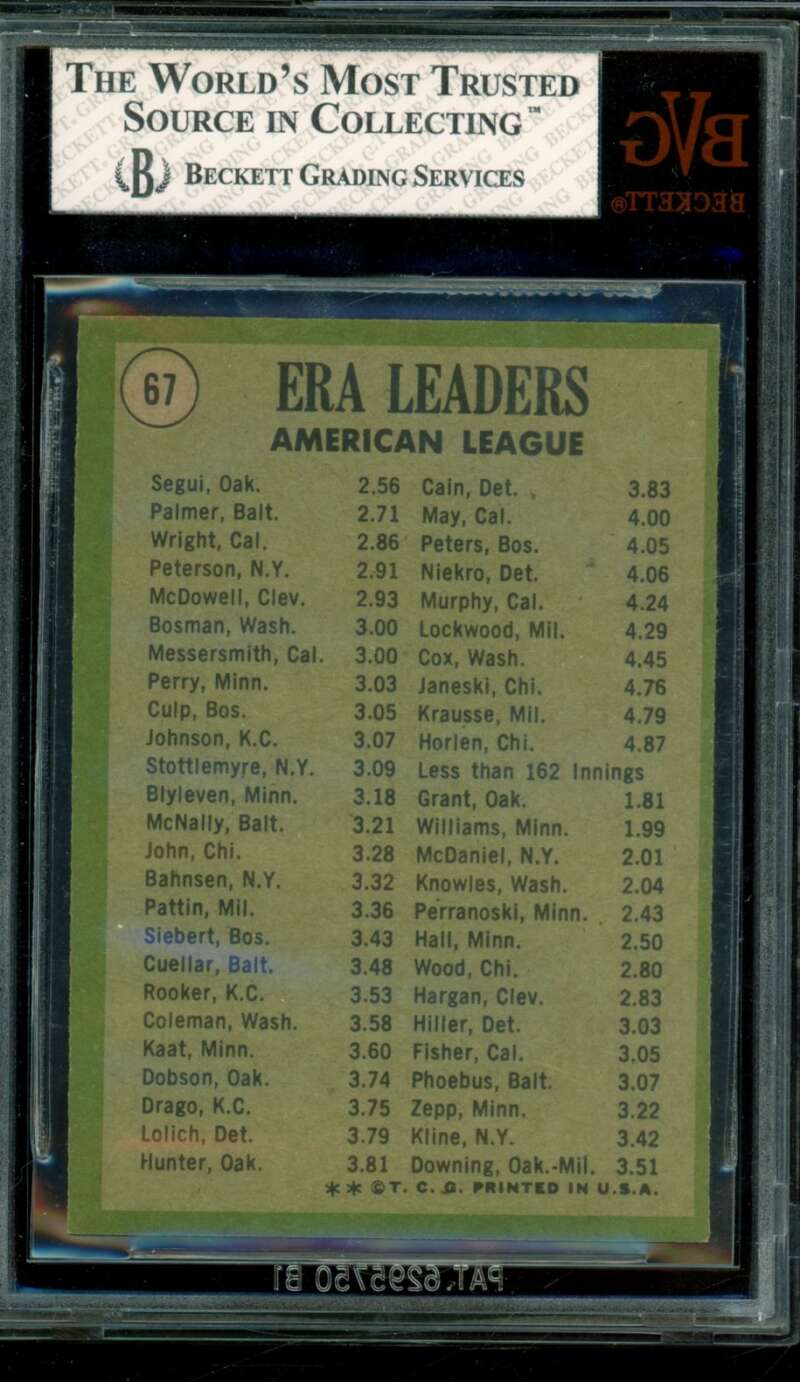 THE WORLD'S MOST TRUSTED
SOURCE IN COLLECTING™
(B) BECKETT GRADING SERVICES
BVG
BECKETT®
67
ERA LEADERS
AMERICAN LEAGUE
Segui, Oak. 2.56
Palmer, Balt. 2.71
Wright, Cal. 2.86
Peterson, N.Y. 2.91
McDowell, Clev. 2.93
Bosman, Wash. 3.00
Messersmith, Cal. 3.00
Perry, Minn. 3.03
Culp, Bos. 3.05
Johnson, K.C. 3.07
Stottlemyre, N.Y. 3.09
Blyleven, Minn. 3.18
McNally, Balt. 3.21
John, Chi. 3.28
Bahnsen, N.Y. 3.32
Pattin, Mil. 3.36
Siebert, Bos. 3.43
Cuellar, Balt. 3.48
Rooker, K.C. 3.53
Coleman, Wash. 3.58
Kaat, Minn. 3.60
Dobson, Oak. 3.74
Drago, K.C. 3.75
Lolich, Det. 3.79
Hunter, Oak. 3.81
Cain, Det. 3.83
May, Cal. 4.00
Peters, Bos. 4.05
Niekro, Det. 4.06
Murphy, Cal. 4.24
Lockwood, Mil. 4.29
Cox, Wash. 4.45
Janeski, Chi. 4.76
Krausse, Mil. 4.79
Horlen, Chi. 4.87
Less than 162 Innings
Grant, Oak. 1.81
Williams, Minn. 1.99
McDaniel, N.Y. 2.01
Knowles, Wash. 2.04
Perranoski, Minn. 2.43
Hall, Minn. 2.50
Wood, Chi. 2.80
Hargan, Clev. 2.83
Hiller, Det. 3.03
Fisher, Cal. 3.05
Phoebus, Balt. 3.07
Zepp, Minn. 3.22
Kline, N.Y. 3.42
Downing, Oak.-Mil. 3.51
** ©T. C. G. PRINTED IN U.S.A.
PAT. 6295750 B1